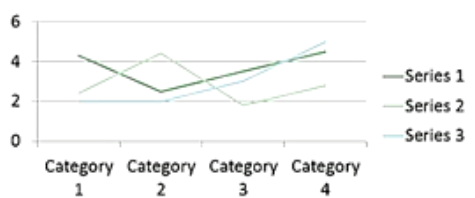 6
4
2
0
Series 1
Series 2
Series 3
Category Category Category Category
1 2 3 4